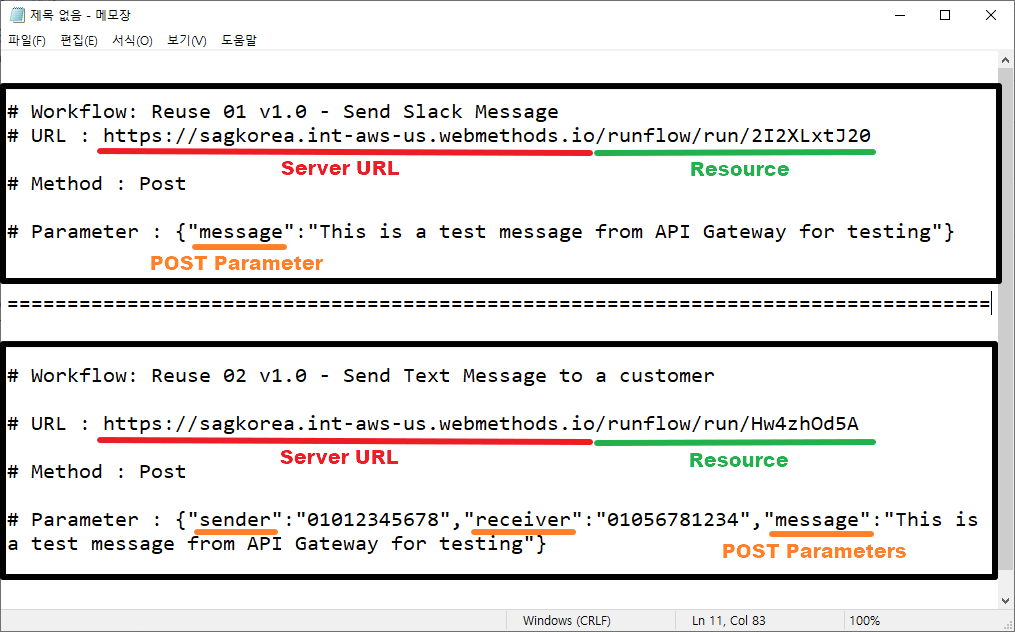 제목 없음 - 메모장
파일(F) 편집(E) 서식(O) 보기(V) 도움말
# Workflow: Reuse 01 v1.0 - Send Slack Message
# URL : https://sagkorea.int-aws-us.webmethods.io/runflow/run/2I2XLxtJ20
Server URL Resource
# Method : Post
# Parameter : {"message":"This is a test message from API Gateway for testing"}
POST Parameter
==================================================================================
# Workflow: Reuse 02 v1.0 - Send Text Message to a customer
# URL : https://sagkorea.int-aws-us.webmethods.io/runflow/run/Hw4zhOd5A
Server URL Resource
# Method : Post
# Parameter : {"sender":"01012345678","receiver":"01056781234","message":"This is
a test message from API Gateway for testing"}
POST Parameters
Windows (CRLF) Ln 11, Col 83 100%